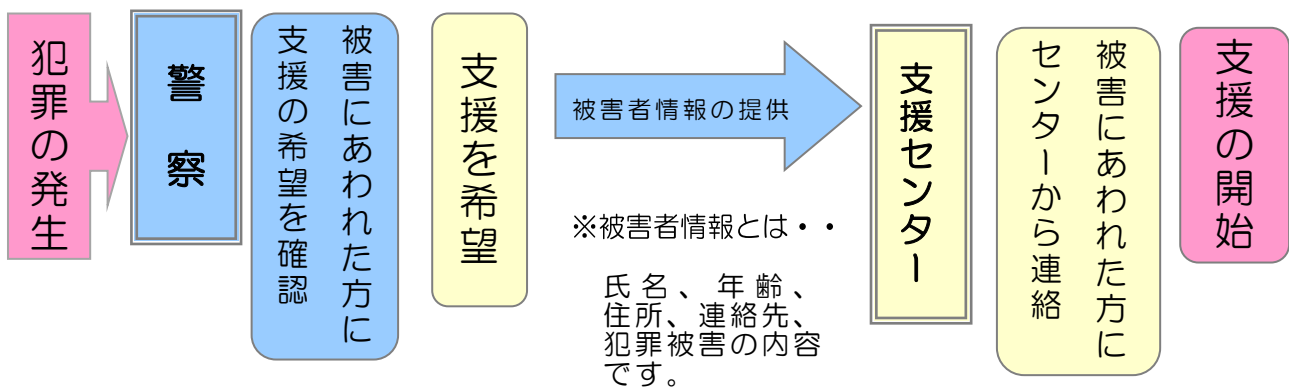 犯罪の発生
警察
被害にあわれた方に
支援の希望を確認
支援を希望
被害者情報の提供
※被害者情報とは・・
氏名、年齢、
住所、連絡先、
犯罪被害の内容
です。
支援センター
被害にあわれた方に
センターから連絡
支援の開始